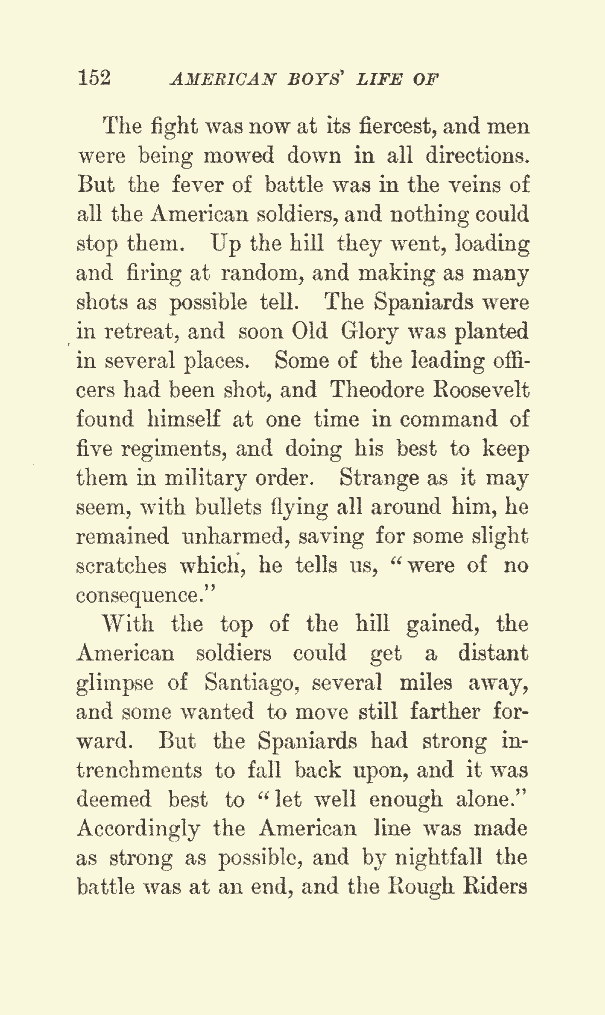 152 AMERICAN BOYS' LIFE OF
The fight was now at its fiercest, and men
were being mowed down in all directions.
But the fever of battle was in the veins of
all the American soldiers, and nothing could
stop them. Up the hill they went, loading
and firing at random, and making as many
shots as possible tell. The Spaniards were
in retreat, and soon Old Glory was planted
in several places. Some of the leading offi-
cers had been shot, and Theodore Roosevelt
found himself at one time in command of
five regiments, and doing his best to keep
them in military order. Strange as it may
seem, with bullets flying all around him, he
remained unharmed, saving for some slight
scratches which, he tells us, "were of no
consequence."
With the top of the hill gained, the
American soldiers could get a distant
glimpse of Santiago, several miles away,
and some wanted to move still farther for-
ward. But the Spaniards had strong in-
trenchments to fall back upon, and it was
deemed best to "let well enough alone."
Accordingly the American line was made
as strong as possible, and by nightfall the
battle was at an end, and the Rough Riders